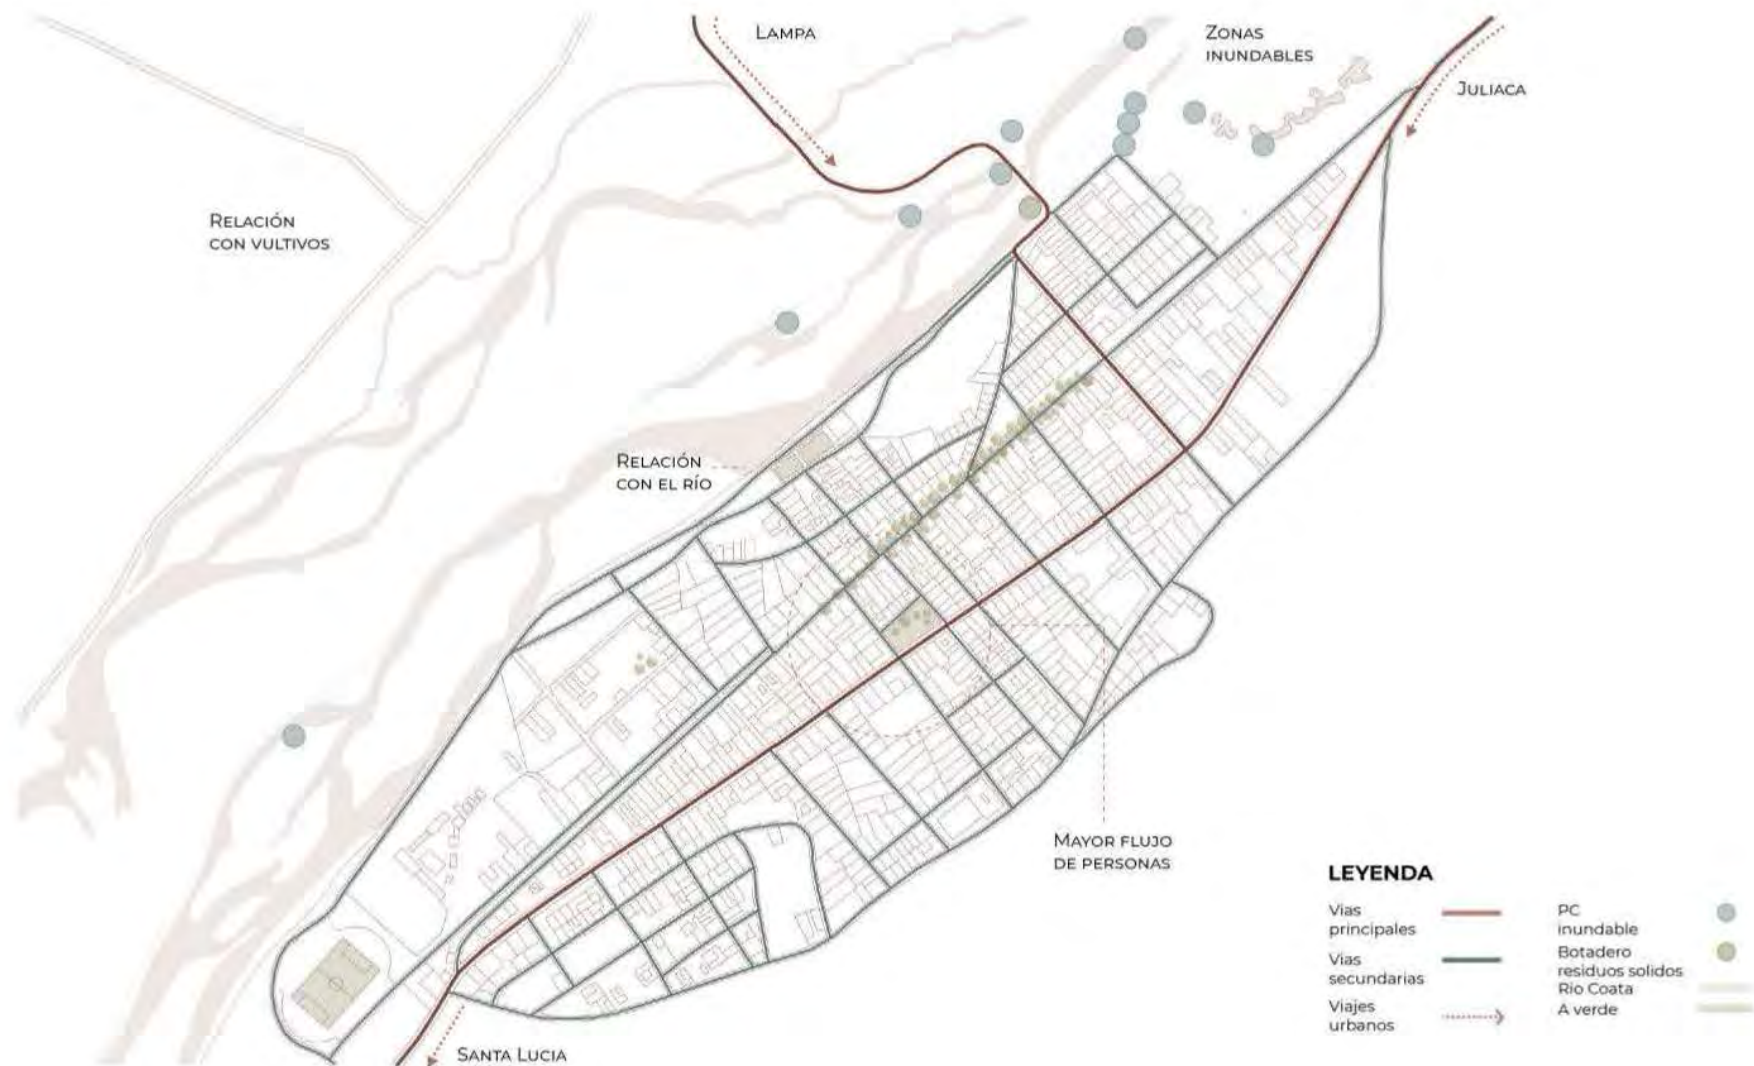 LAMPA
ZONAS
INUNDABLES
JULIACA
RELACIÓN
CON VULTIVOS
RELACIÓN
CON EL RÍO
MAYOR FLUJO
DE PERSONAS
SANTA LUCIA
LEYENDA
Vias
principales
Vias
secundarias
Viajes
urbanos
PC
inundable
Botadero
residuos solidos
Rio Coata
A verde